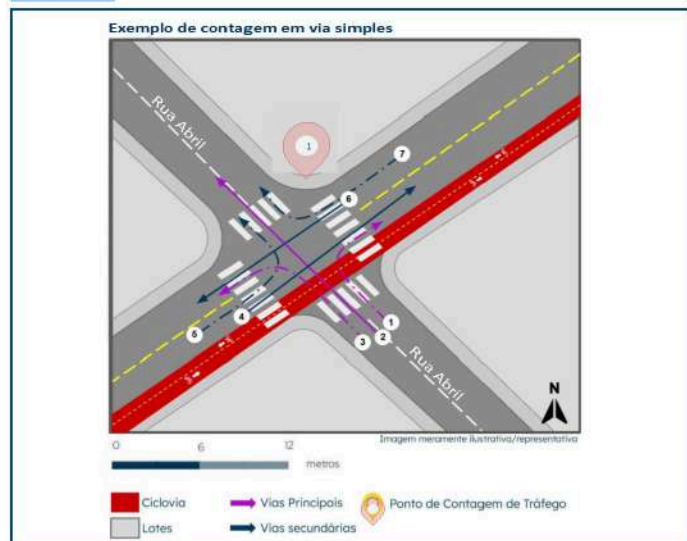 Exemplo de contagem em via simples
Rua Abril
1
7
6
4
5
1
2
3
Rua Abril
N
Imagem meramente ilustrativa/representativa
0 6 12
metros
Ciclovia
Vias Principais
Ponto de Contagem de Tráfego
Lotes
Vias secundárias